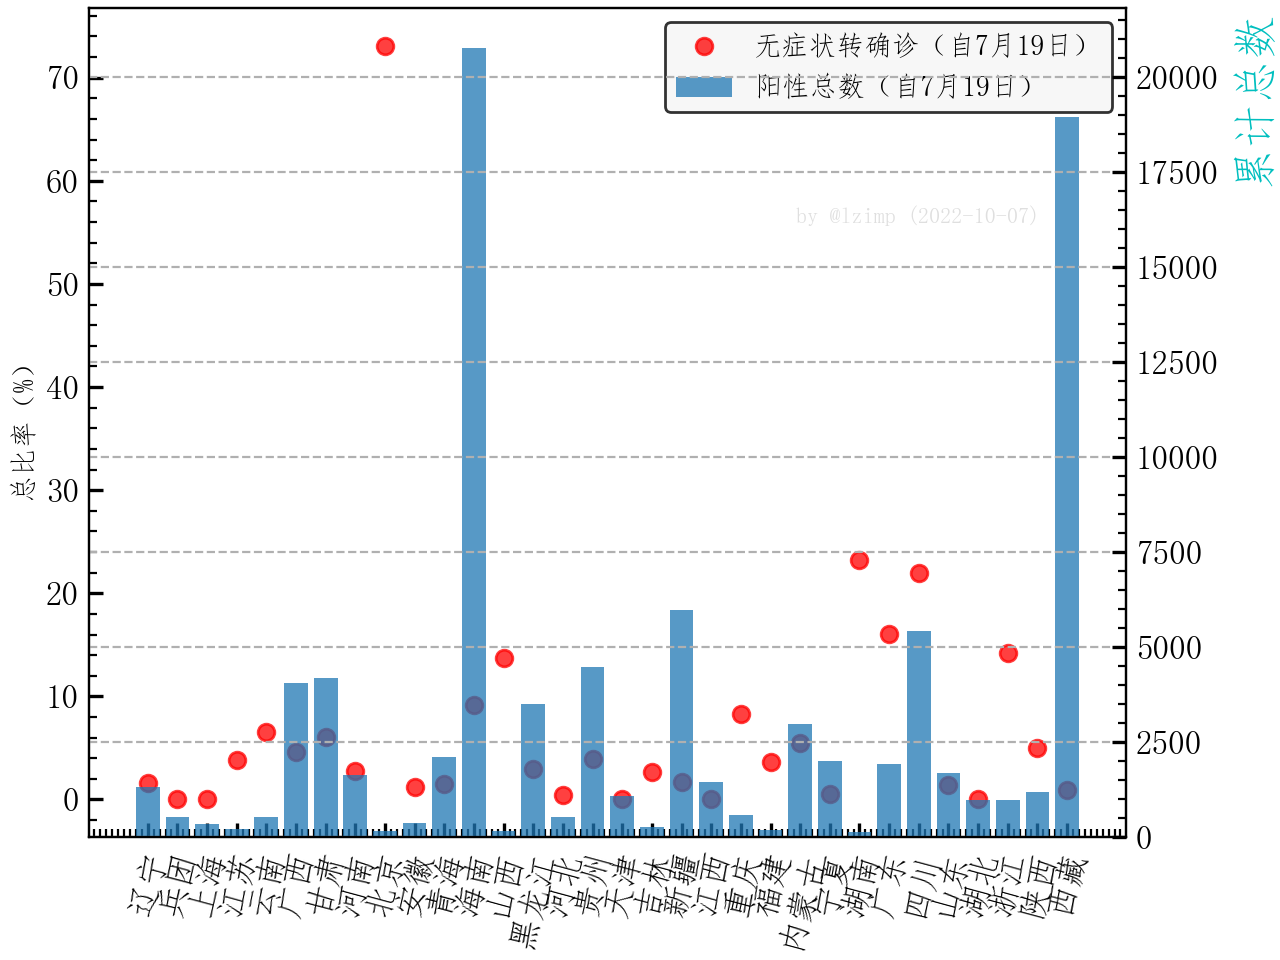 无症状转确诊（自7月19日）
阳性总数（自7月19日）
by @lzimp (2022-10-07)
总比率 (%)
70
60
50
40
30
20
10
0
累计总数
20000
17500
15000
12500
10000
7500
5000
2500
0
辽宁
兵团
上海
江苏
云南
广西
甘肃
河南
北京
安徽
青海
海南
山西
黑龙江
河北
贵州
天津
吉林
新疆
江西
重庆
福建
内蒙古
宁夏
湖南
广东
四川
山东
湖北
浙江
陕西
西藏